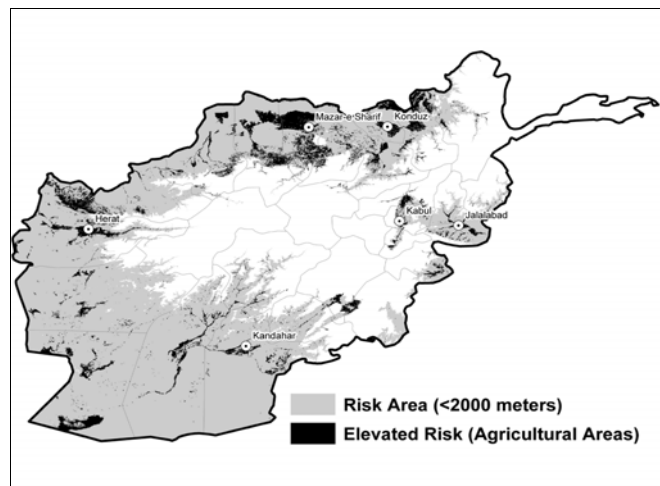 Mazar-e-Sharif
Konduz
Herat
Kabul
Jalalabad
Kandahar
Risk Area (<2000 meters)
Elevated Risk (Agricultural Areas)